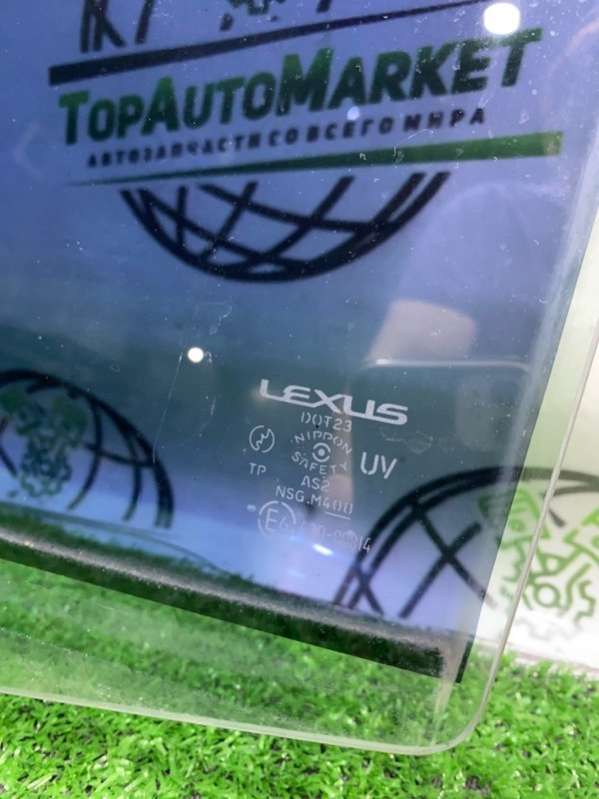 TOPAUTOMARKET
АВТОЗАПЧАСТИ СО ВСЕГО МИРА
LEXUS
DOT23
NIPPON
SAFETY
UV
TP
AS2
NSG.M400